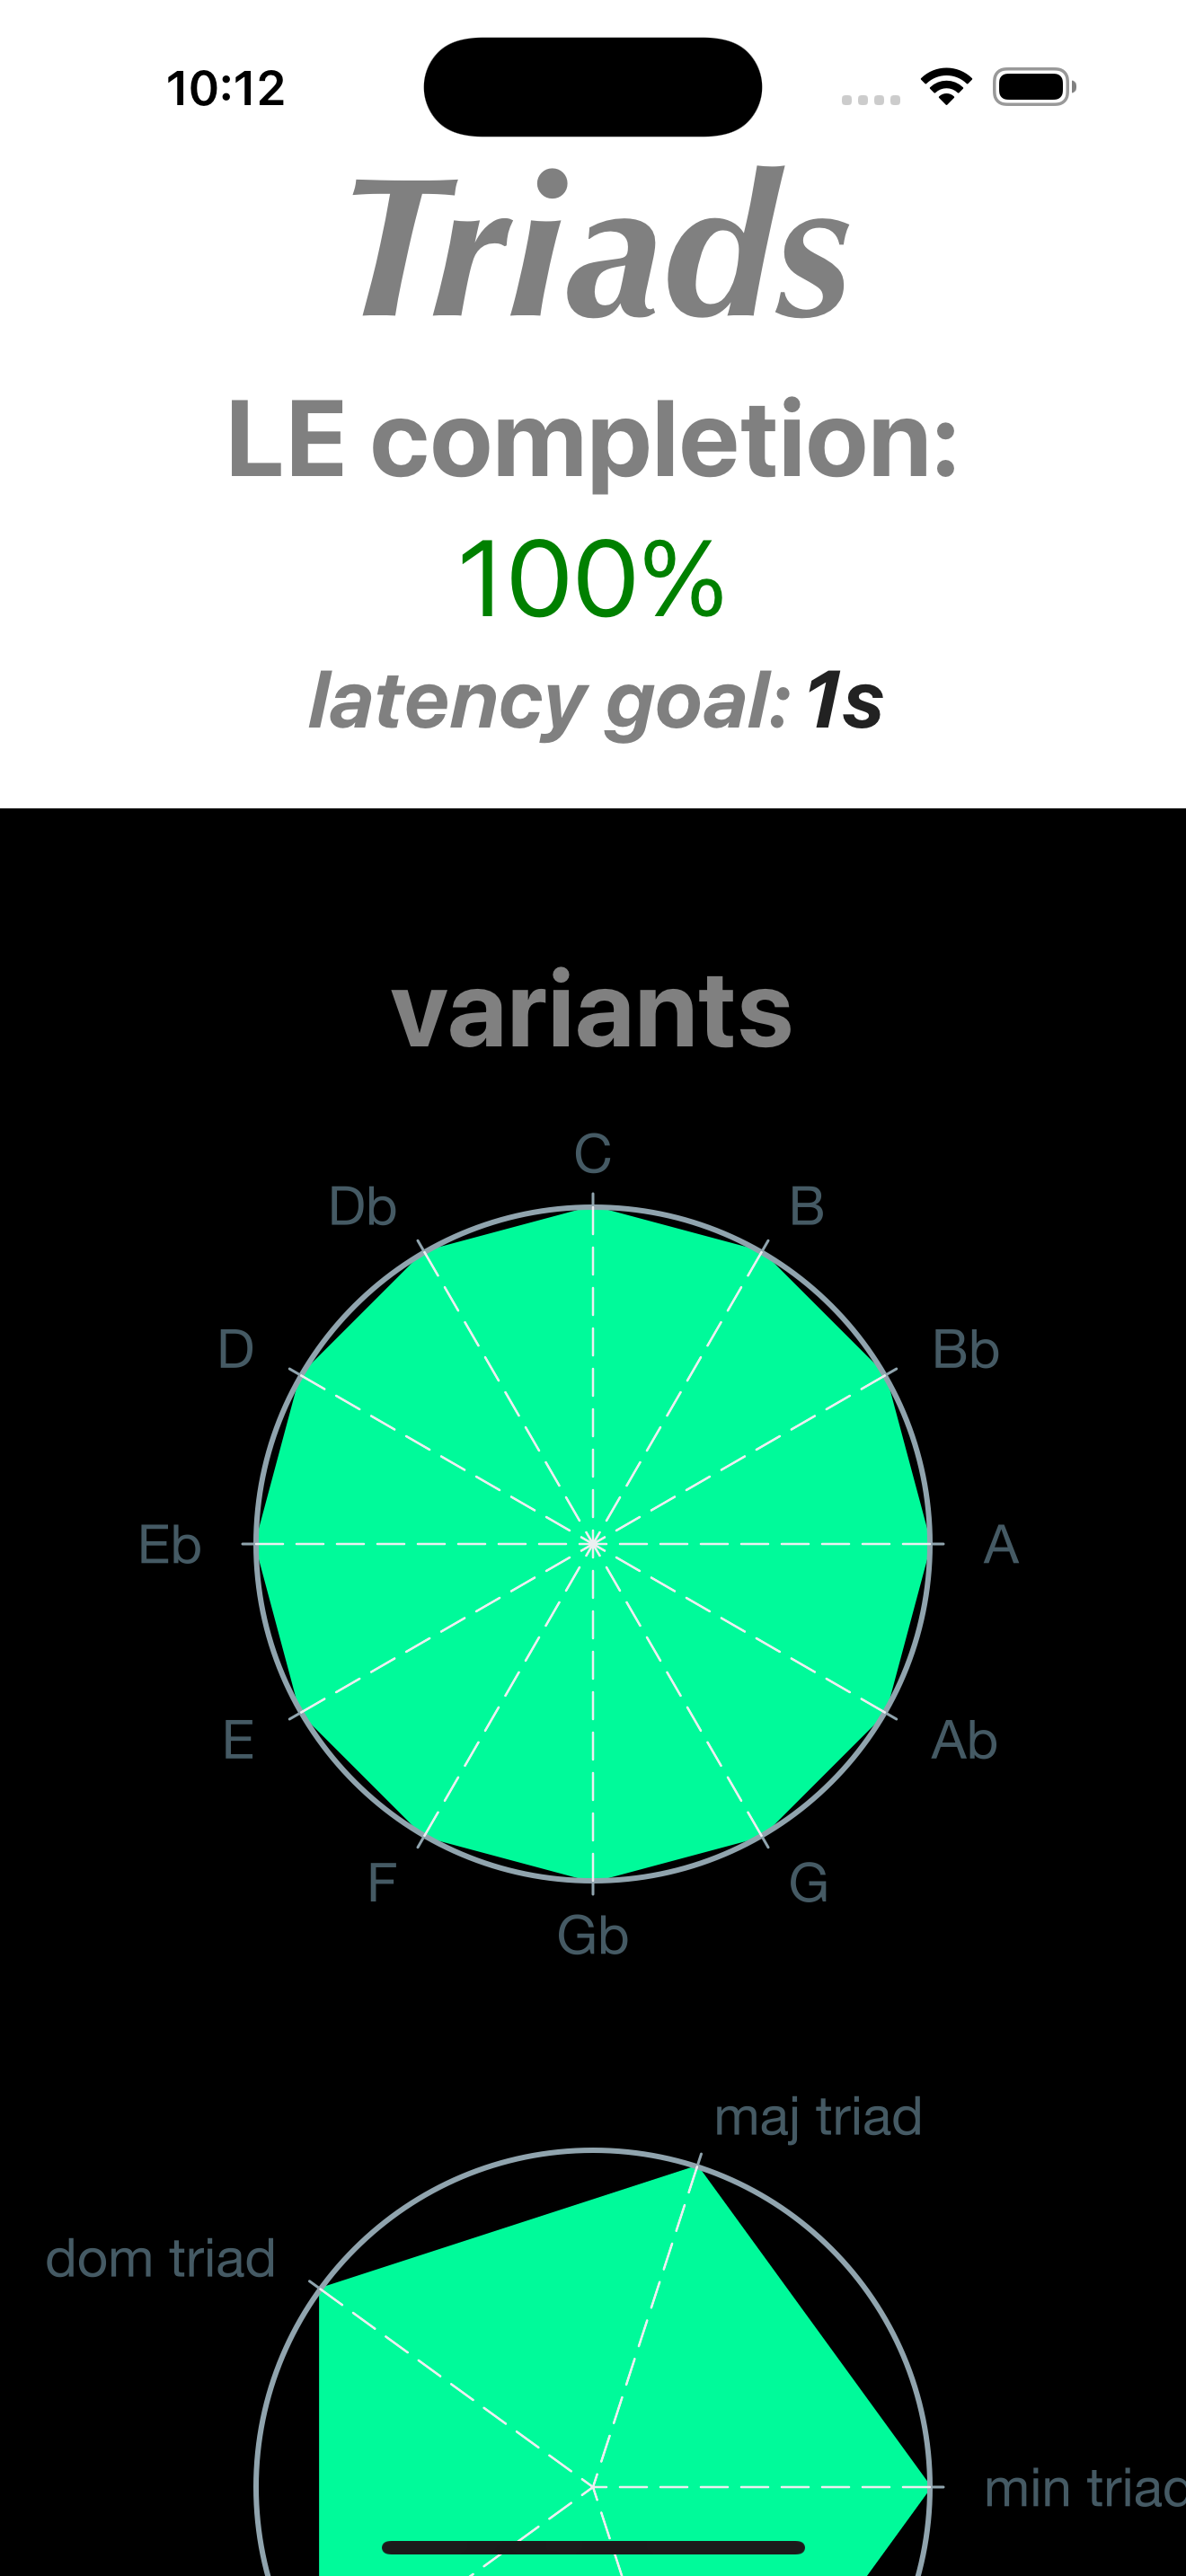 10:12
Triads
LE completion:
100%
latency goal: 1s
variants
C
Db
B
D
Bb
Eb
A
E
Ab
F
G
Gb
maj triad
dom triad
min triad